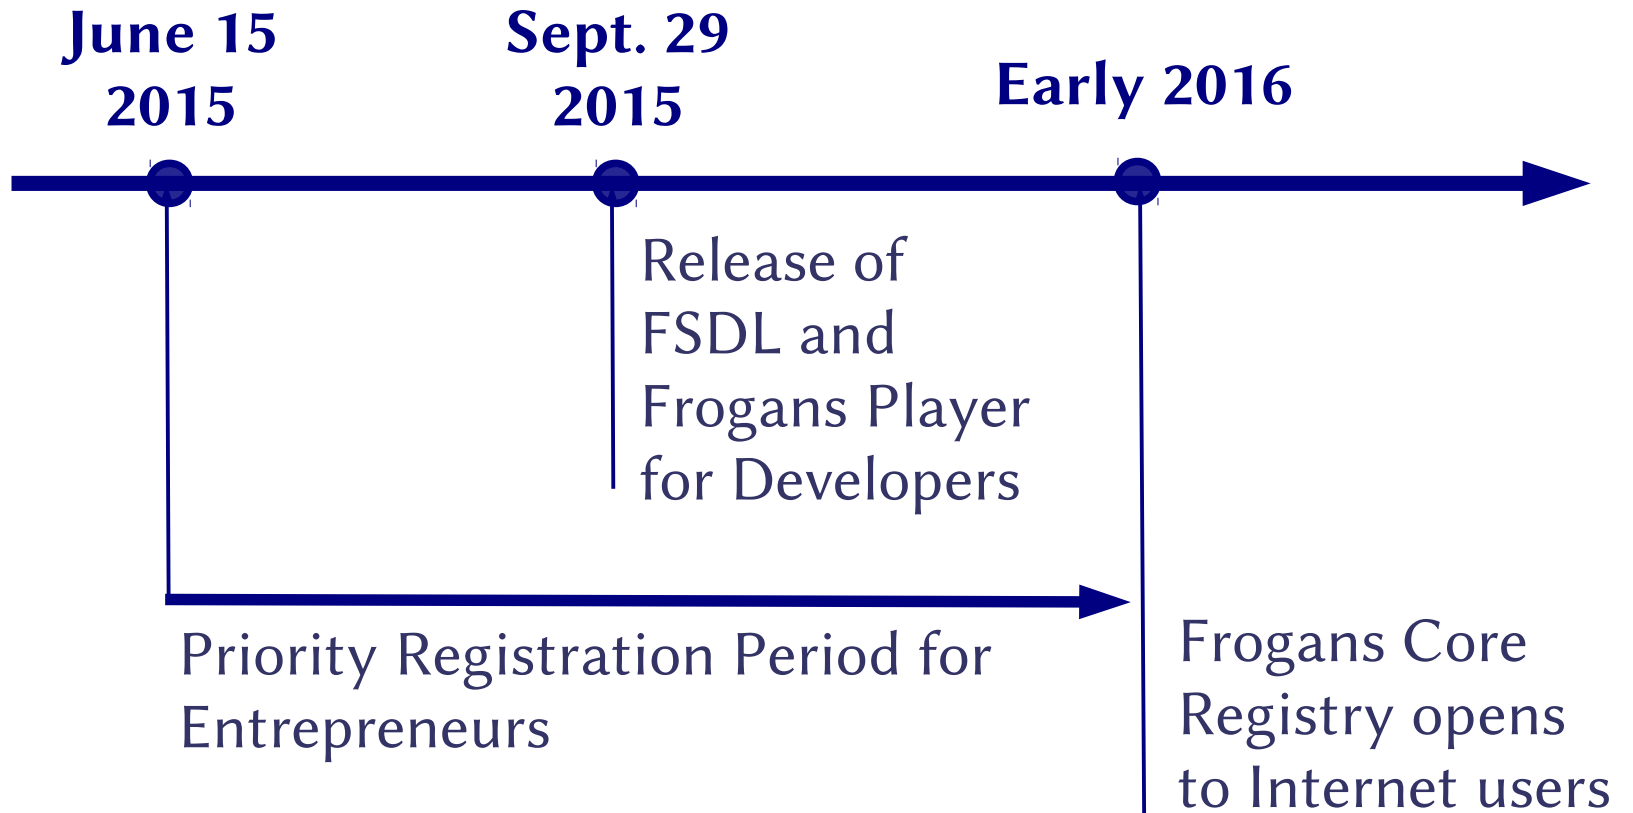 June 15
2015
Sept. 29
2015
Early 2016
Release of
FSDL and
Frogans Player
for Developers
Priority Registration Period for
Entrepreneurs
Frogans Core
Registry opens
to Internet users